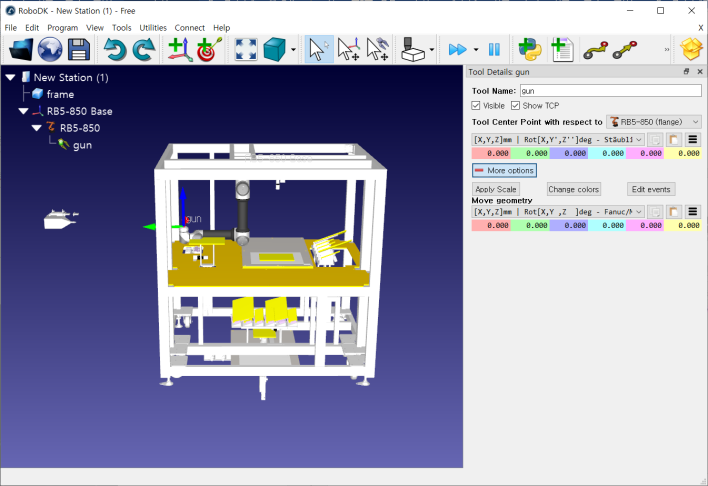 RoboDK - New Station (1) - Free
File Edit Program View Tools Utilities Connect Help X
Tool Details: gun
New Station (1)
frame
RB5-850 Base
RB5-850
gun
Tool Name: gun
Visible Show TCP
Tool Center Point with respect to RB5-850 (flange)
[X,Y,Z]mm | Rot[X,Y',Z'']deg - Stäubli
0.000 0.000 0.000 0.000 0.000 0.000
More options
Apply Scale Change colors Edit events
Move geometry
[X,Y,Z]mm | Rot[X ,Y ,Z ]deg - Fanuc/M
0.000 0.000 0.000 0.000 0.000 0.000
gun